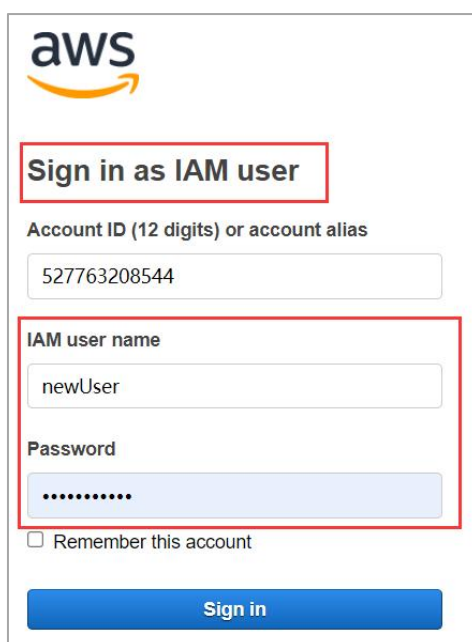 aws
Sign in as IAM user
Account ID (12 digits) or account alias
527763208544
IAM user name
newUser
Password
•••••••••••
Remember this account
Sign in